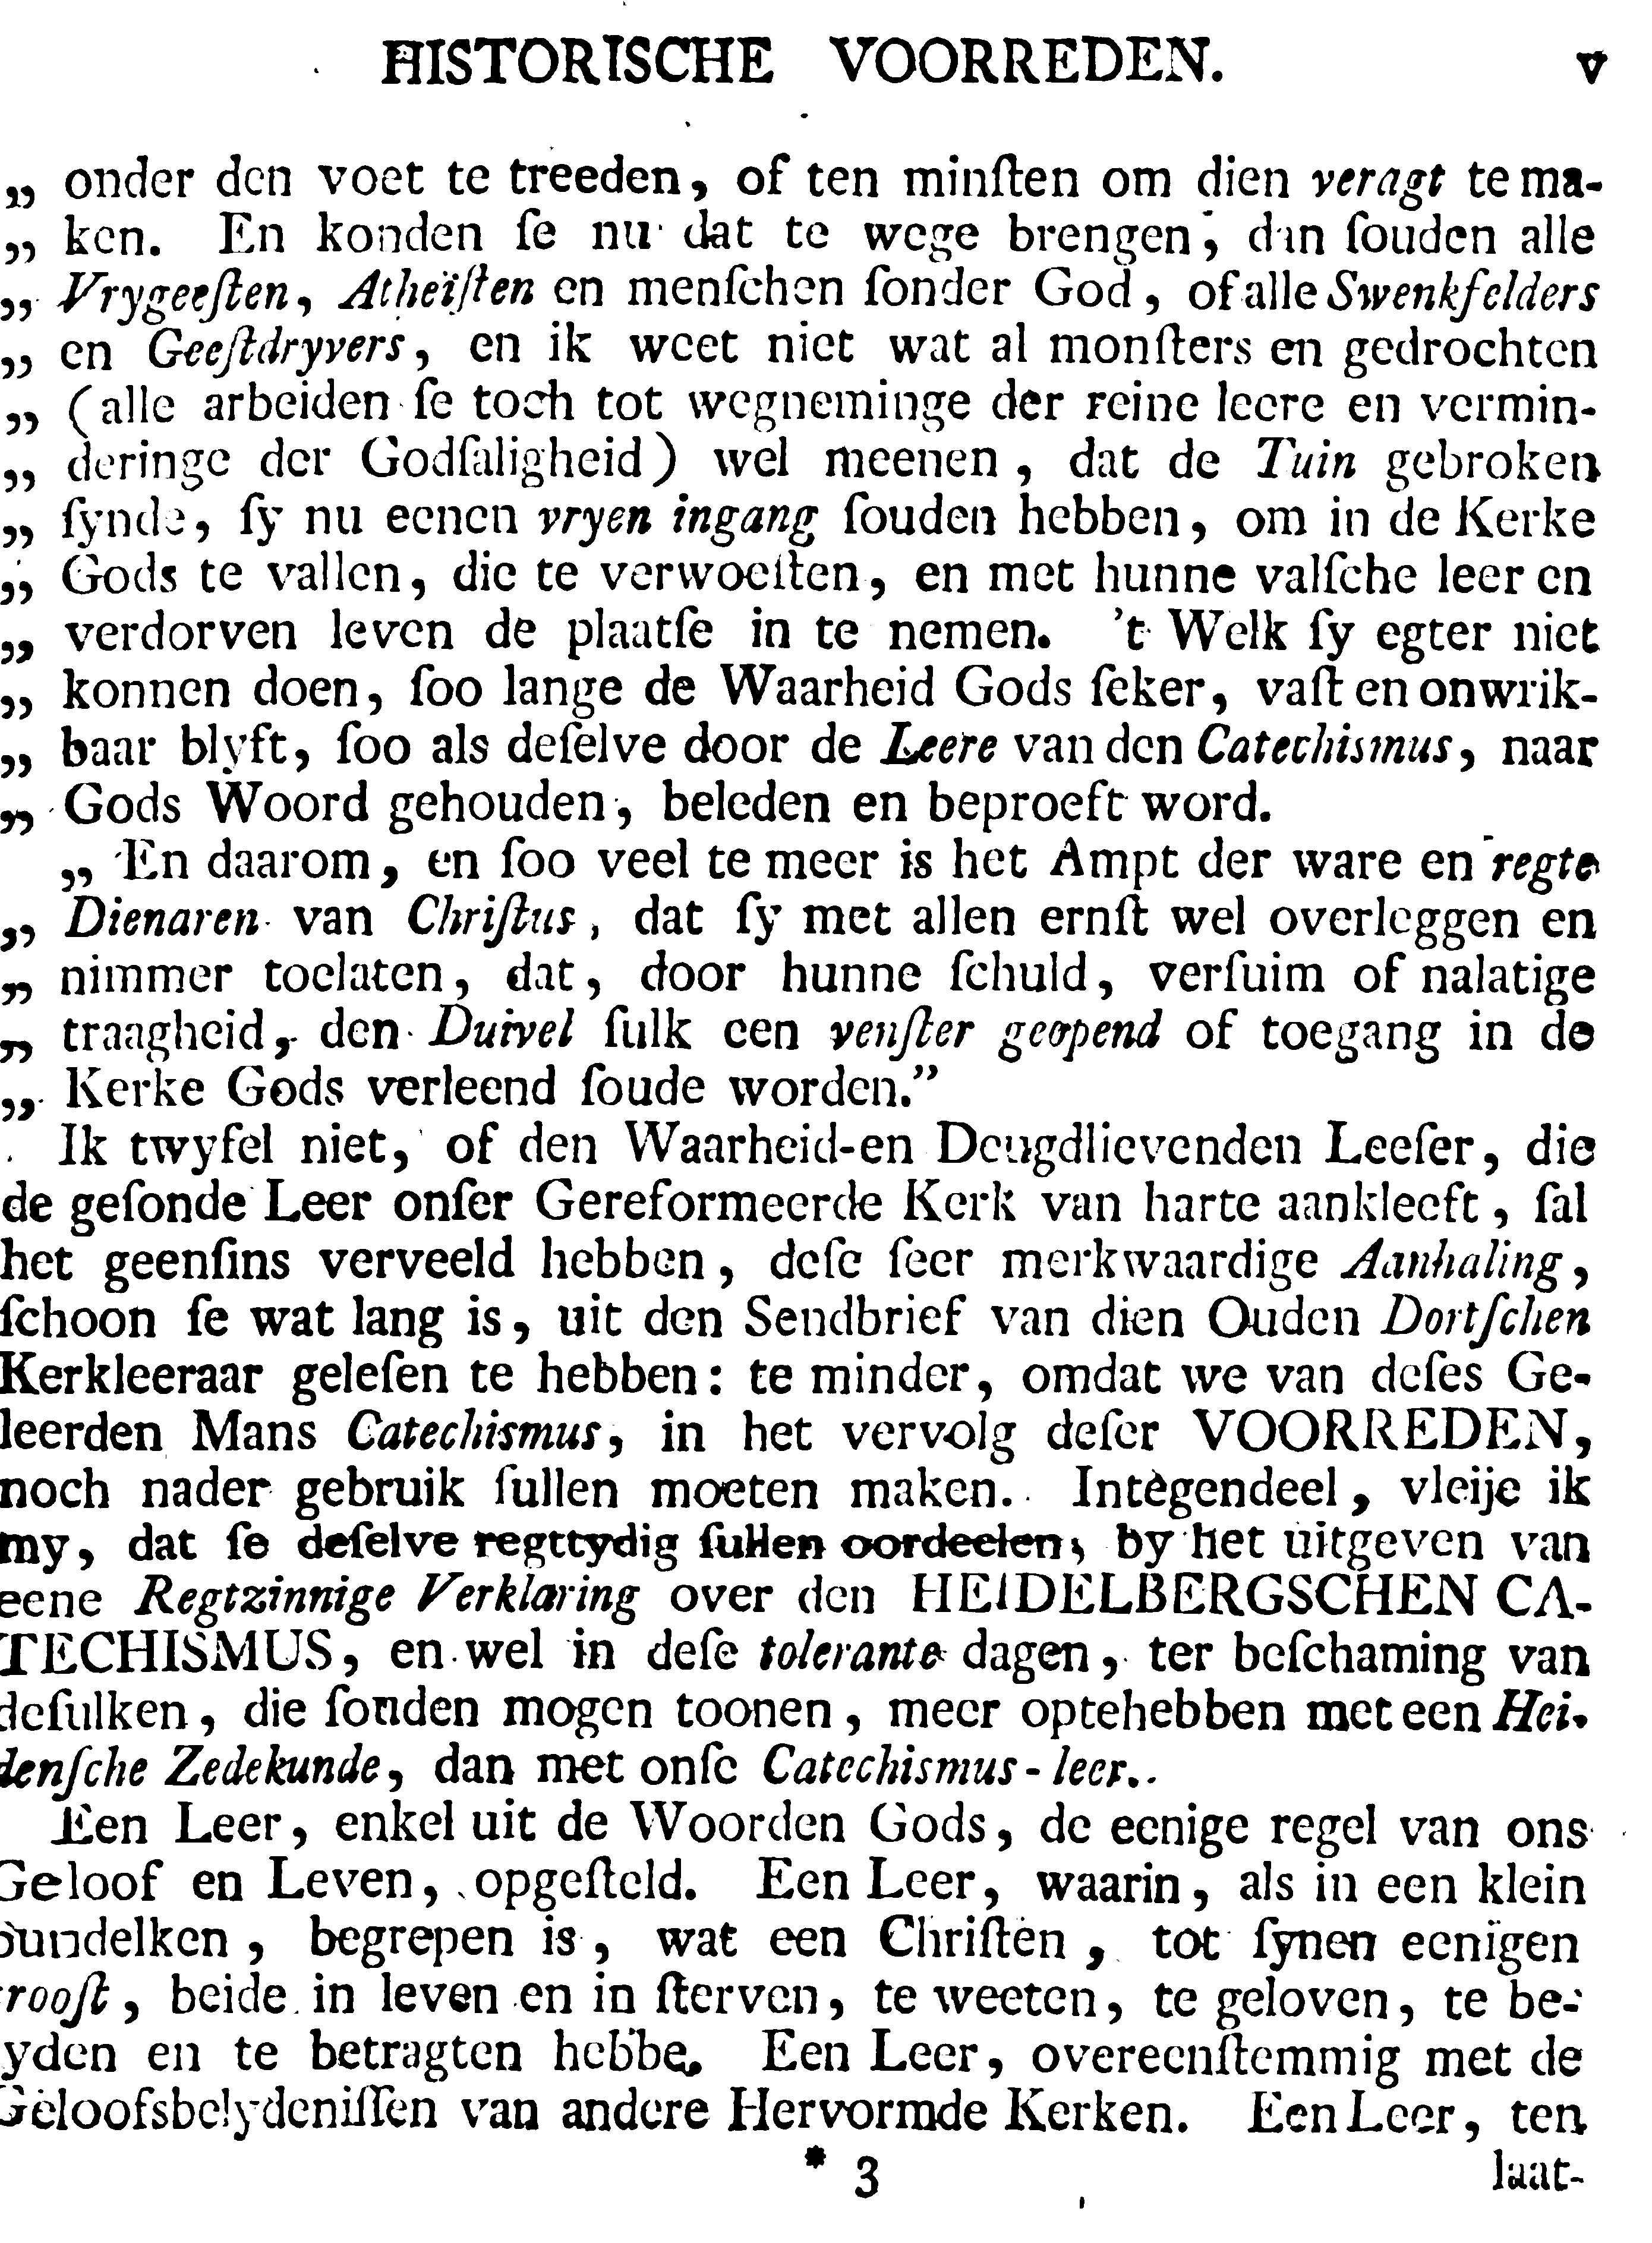 HISTORISCHE VOORREDEN. v
„ onder den voet te treeden, of ten minſten om dien veragt te ma-
„ ken. En konden ſe nu dat te wege brengen, dan ſouden alle
„ Vrygeeſten, Atheïſten en menſchen ſonder God, of alle Swenkfelders
„ en Geeſtdryvers, en ik weet niet wat al monſters en gedrochten
„ (alle arbeiden ſe toch tot wegneminge der reine leere en vermin-
„ deringe der Godſaligheid) wel meenen, dat de Tuin gebroken
„ ſynde, ſy nu eenen vryen ingang ſouden hebben, om in de Kerke
„ Gods te vallen, die te verwoeſten, en met hunne valſche leer en
„ verdorven leven de plaatſe in te nemen. 't Welk ſy egter niet
„ konnen doen, ſoo lange de Waarheid Gods ſeker, vaſt en onwrik-
„ baar blyft, ſoo als deſelve door de Leere van den Catechismus, naar
„ Gods Woord gehouden, beleden en beproeft word.
„ En daarom, en ſoo veel te meer is het Ampt der ware en regte
„ Dienaren van Chriſtus, dat ſy met allen ernſt wel overleggen en
„ nimmer toelaten, dat, door hunne ſchuld, verſuim of nalatige
„ traagheid, den Duivel ſulk een venſter geopend of toegang in de
„ Kerke Gods verleend ſoude worden.”
Ik twyfel niet, of den Waarheid-en Deugdlievenden Leeſer, die
de geſonde Leer onſer Gereformeerde Kerk van harte aankleeft, ſal
het geenſins verveeld hebben, deſe ſeer merkwaardige Aanhaling,
ſchoon ſe wat lang is, uit den Sendbrief van dien Ouden Dortſchen
Kerkleeraar geleſen te hebben: te minder, omdat we van deſes Ge-
leerden Mans Catechismus, in het vervolg deſer VOORREDEN,
noch nader gebruik ſullen moeten maken. Integendeel, vleije ik
my, dat ſe deſelve regttydig ſullen oordeelen, by het uitgeven van
eene Regtzinnige Verklaring over den HEIDELBERGSCHEN CA-
TECHISMUS, en wel in deſe tolerante dagen, ter beſchaming van
deſulken, die ſouden mogen toonen, meer optehebben met een Hei-
denſche Zedekunde, dan met onſe Catechismus-leer.
Een Leer, enkel uit de Woorden Gods, de eenige regel van ons
Geloof en Leven, opgeſteld. Een Leer, waarin, als in een klein
bundelken, begrepen is, wat een Chriſten, tot ſynen eenigen
rooſt, beide in leven en in ſterven, te weeten, te geloven, te be-
yden en te betragten hebbe. Een Leer, overeenſtemmig met de
Geloofsbelydeniſſen van andere Hervormde Kerken. Een Leer, ten
* 3 laat-